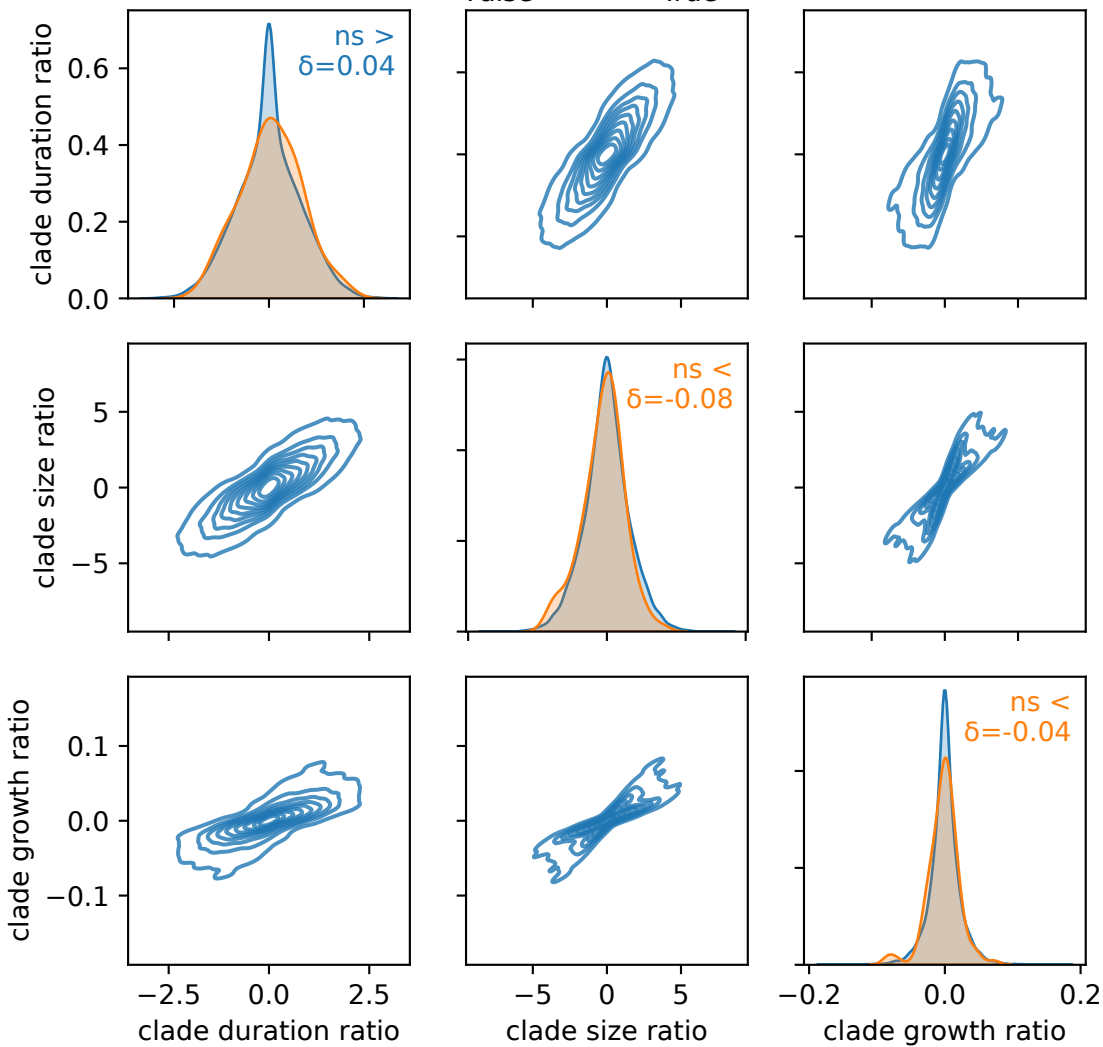 clade duration ratio
0.6
0.4
0.2
0.0
ns >
δ=0.04
clade size ratio
5
0
−5
ns <
δ=-0.08
clade growth ratio
0.1
0.0
−0.1
ns <
δ=-0.04
−2.5 0.0 2.5
clade duration ratio
−5 0 5
clade size ratio
−0.2 0.0 0.2
clade growth ratio